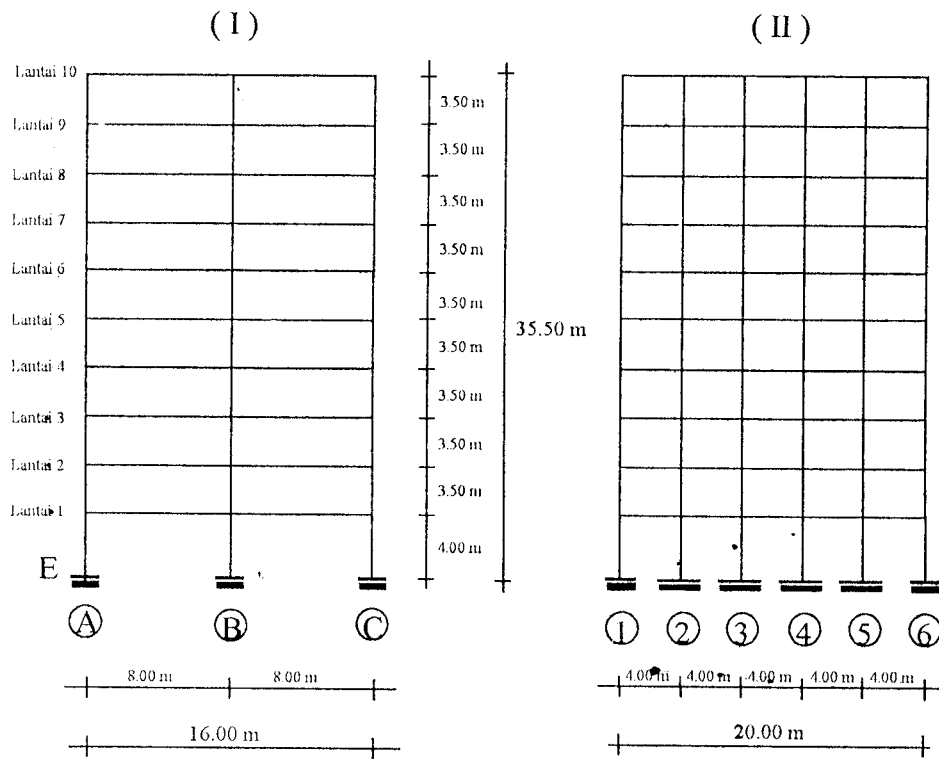 ( I )
( II )
Lantai 10
Lantai 9
Lantai 8
Lantai 7
Lantai 6
Lantai 5
Lantai 4
Lantai 3
Lantai 2
Lantai 1
E
3.50 m
3.50 m
3.50 m
3.50 m
3.50 m
3.50 m
3.50 m
3.50 m
3.50 m
4.00 m
35.50 m
A B C
1 2 3 4 5 6
8.00 m 8.00 m
4.00 m 4.00 m 4.00 m 4.00 m 4.00 m
16.00 m
20.00 m